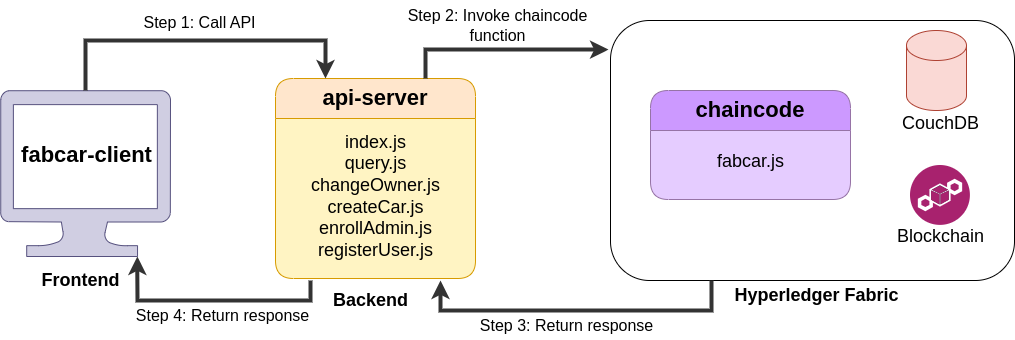 Step 1: Call API
Step 2: Invoke chaincode
function
fabcar-client
Frontend
api-server
index.js
query.js
changeOwner.js
createCar.js
enrollAdmin.js
registerUser.js
Backend
chaincode
fabcar.js
CouchDB
Blockchain
Hyperledger Fabric
Step 4: Return response
Step 3: Return response